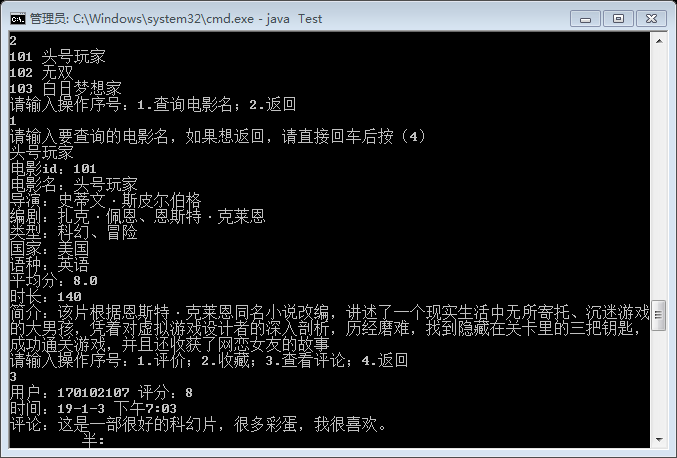 管理员: C:\Windows\system32\cmd.exe - java  Test
2
101 头号玩家
102 无双
103 白日梦想家
请输入操作序号：1.查询电影名；2.返回
1
请输入要查询的电影名，如果想返回，请直接回车后按（4）
头号玩家
电影id：101
电影名：头号玩家
导演：史蒂文·斯皮尔伯格
编剧：扎克·佩恩、恩斯特·克莱恩
类型：科幻、冒险
国家：美国
语种：英语
平均分：8.0
时长：140
简介：该片根据恩斯特·克莱恩同名小说改编，讲述了一个现实生活中无所寄托、沉迷游戏
的大男孩，凭着对虚拟游戏设计者的深入剖析，历经磨难，找到隐藏在关卡里的三把钥匙，
成功通关游戏，并且还收获了网恋女友的故事
请输入操作序号：1.评价；2.收藏；3.查看评论；4.返回
3
用户：170102107 评分：8
时间：19-1-3 下午7:03
评论：这是一部很好的科幻片，很多彩蛋，我很喜欢。
半：